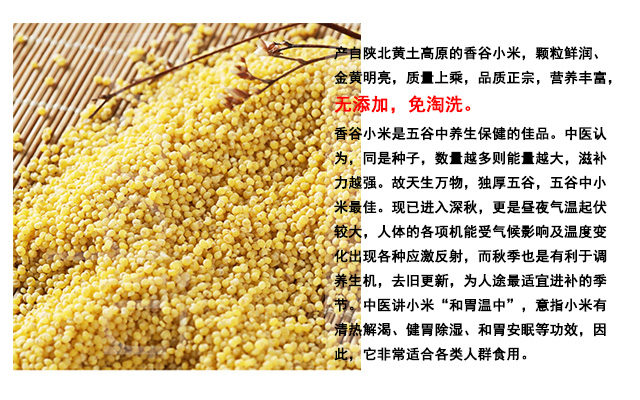 产自陕北黄土高原的香谷小米，颗粒鲜润、
金黄明亮，质量上乘，品质正宗，营养丰富，
无添加，免淘洗。
香谷小米是五谷中养生保健的佳品。中医认
为，同是种子，数量越多则能量越大，滋补
力越强。故天生万物，独厚五谷，五谷中小
米最佳。现已进入深秋，更是昼夜气温起伏
较大，人体的各项机能受气候影响及温度变
化出现各种应激反射，而秋季也是有利于调
养生机，去旧更新，为人途最适宜进补的季
节。中医讲小米“和胃温中”，意指小米有
清热解渴、健胃除湿、和胃安眠等功效，因
此，它非常适合各类人群食用。